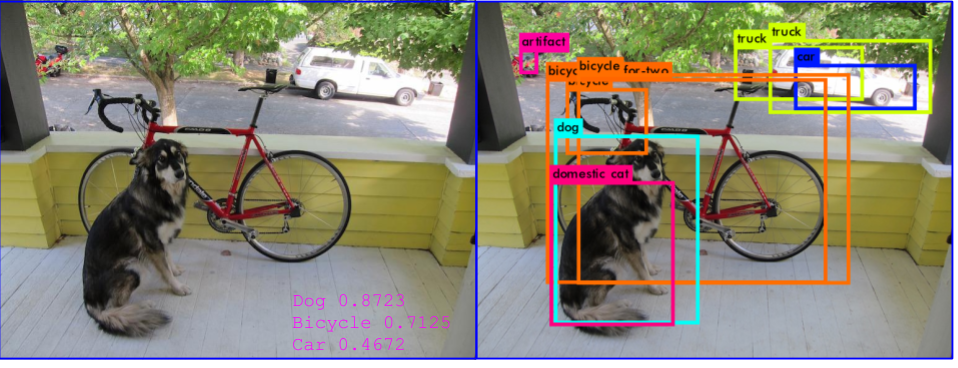 Dog 0.8723
Bicycle 0.7125
Car 0.4672
artifact
truck
truck
car
bicycle
for-two
bicycle
dog
domestic cat